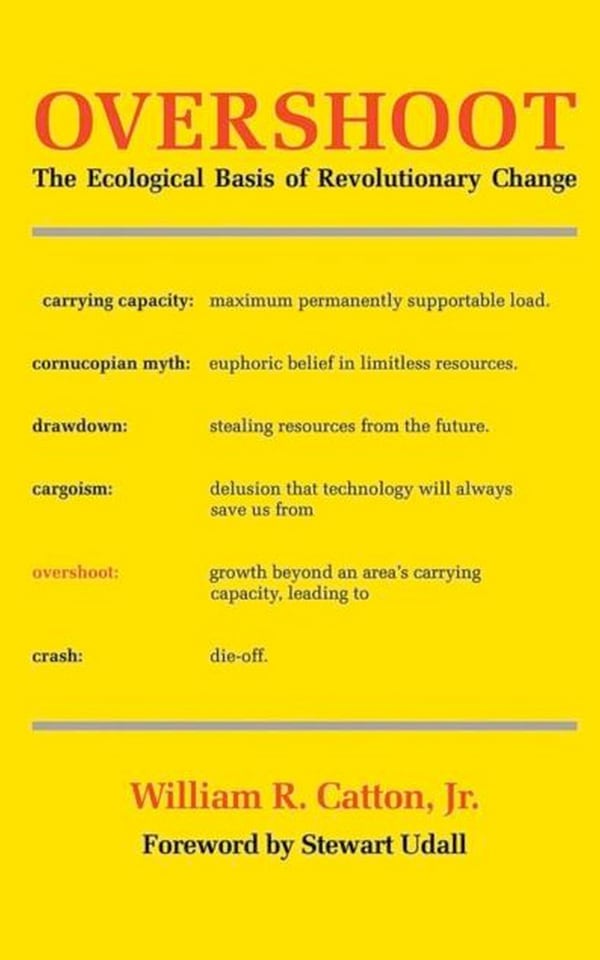 OVERSHOOT
The Ecological Basis of Revolutionary Change
carrying capacity: maximum permanently supportable load.
cornucopian myth: euphoric belief in limitless resources.
drawdown: stealing resources from the future.
cargoism: delusion that technology will always
save us from
overshoot: growth beyond an area's carrying
capacity, leading to
crash: die-off.
William R. Catton, Jr.
Foreword by Stewart Udall